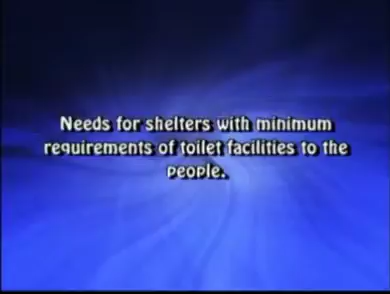 Needs for shelters with minimum
requirements of toilet facilities to the
people.